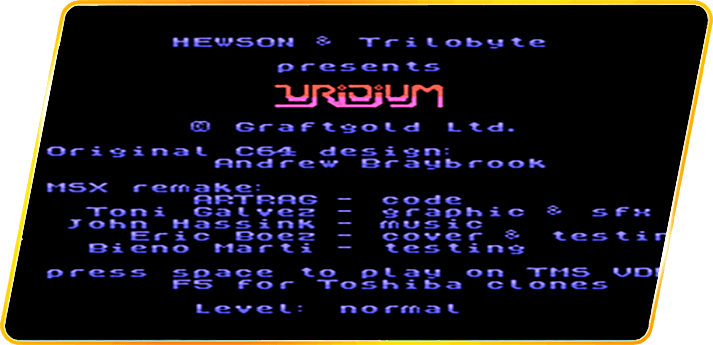 HEWSON & Trilobyte
presents
URIDIUM
© Graftgold Ltd.
Original C64 design:
Andrew Braybrook
MSX remake:
ARTRAG - code
Toni Galvez - graphic & sfx
John Hassink - music
Eric Boez - cover & testin
Bieno Marti - testing
press space to play on TMS VD
F5 for Toshiba clones
Level: normal